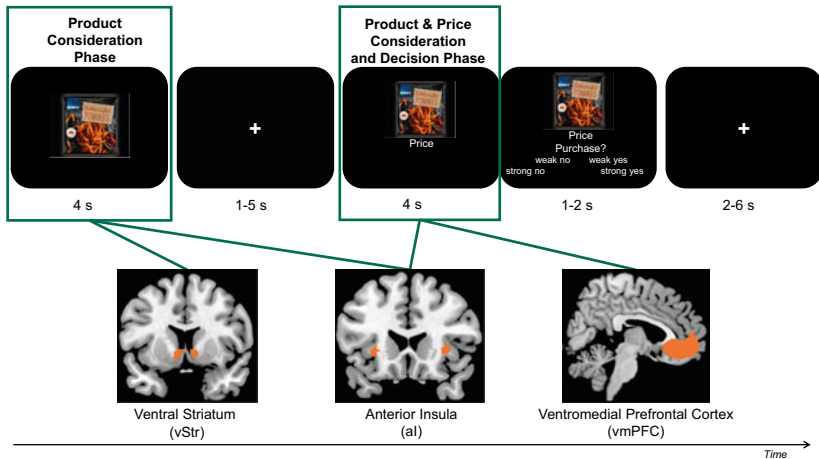 Product
Consideration
Phase
Product & Price
Consideration
and Decision Phase
Price
Price
Purchase?
weak no weak yes
strong no strong yes
+
+
4 s
1-5 s
4 s
1-2 s
2-6 s
Ventral Striatum
(vStr)
Anterior Insula
(aI)
Ventromedial Prefrontal Cortex
(vmPFC)
Time